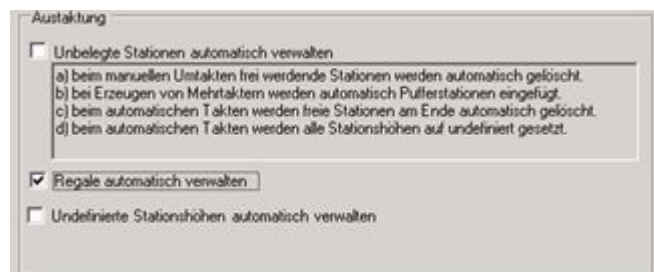 Austaktung
Unbelegte Stationen automatisch verwalten
a) beim manuellen Umtakten frei werdende Stationen werden automatisch gelöscht.
b) bei Erzeugen von Mehrtaktern werden automatisch Pufferstationen eingefügt.
c) beim automatischen Takten werden freie Stationen am Ende automatisch gelöscht.
d) beim automatischen Takten werden alle Stationshöhen auf undefiniert gesetzt.
Regale automatisch verwalten
Undefinierte Stationshöhen automatisch verwalten